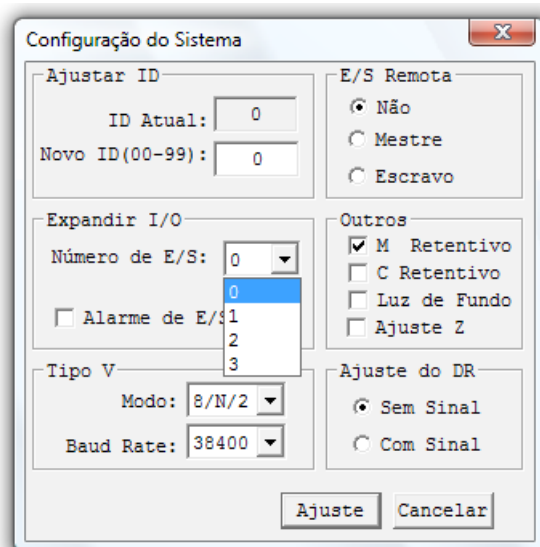 Configuração do Sistema
Ajustar ID
ID Atual: 0
Novo ID(00-99): 0
E/S Remota
Não
Mestre
Escravo
Expandir I/O
Número de E/S: 0
0
1
2
3
Alarme de E/S
Outros
M Retentivo
C Retentivo
Luz de Fundo
Ajuste Z
Tipo V
Modo: 8/N/2
Baud Rate: 38400
Ajuste do DR
Sem Sinal
Com Sinal
Ajuste
Cancelar